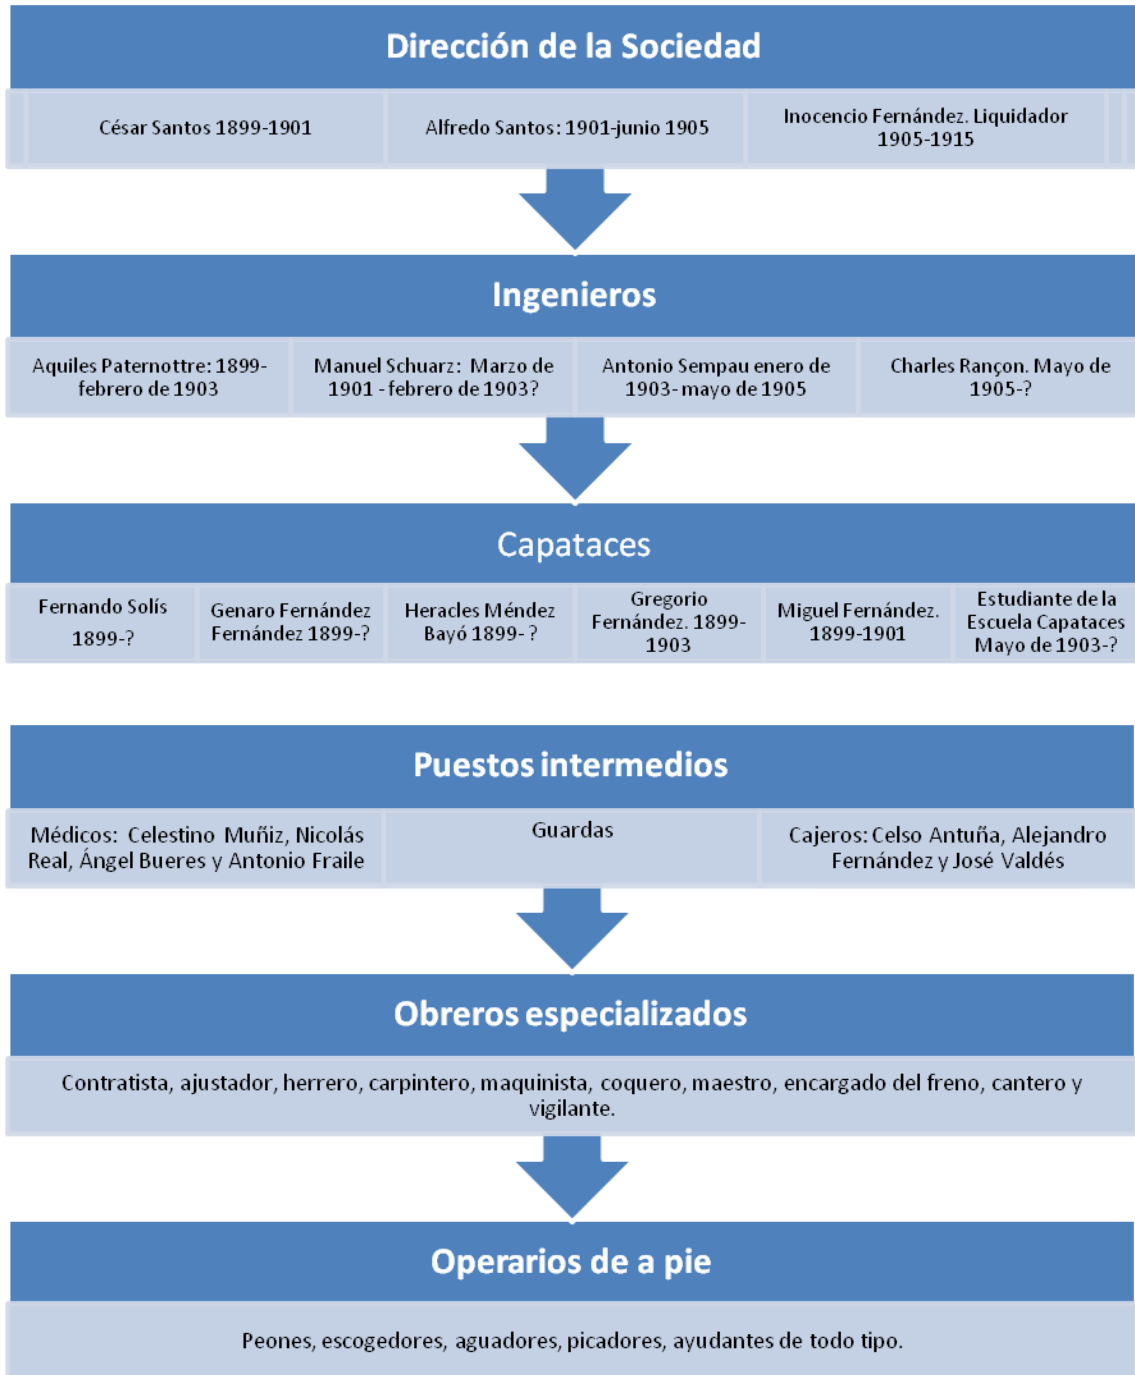 Dirección de la Sociedad
César Santos 1899-1901
Alfredo Santos: 1901-junio 1905
Inocencio Fernández. Liquidador
1905-1915
Ingenieros
Aquiles Paternottre: 1899-
febrero de 1903
Manuel Schuarz: Marzo de
1901 - febrero de 1903?
Antonio Sempau enero de
1903- mayo de 1905
Charles Rançon. Mayo de
1905-?
Capataces
Fernando Solís
1899-?
Genaro Fernández
Fernández 1899-?
Heracles Méndez
Bayó 1899- ?
Gregorio
Fernández. 1899-
1903
Miguel Fernández.
1899-1901
Estudiante de la
Escuela Capataces
Mayo de 1903-?
Puestos intermedios
Médicos: Celestino Muñiz, Nicolás
Real, Ángel Bueres y Antonio Fraile
Guardas
Cajeros: Celso Antuña, Alejandro
Fernández y José Valdés
Obreros especializados
Contratista, ajustador, herrero, carpintero, maquinista, coquero, maestro, encargado del freno, cantero y
vigilante.
Operarios de a pie
Peones, escogedores, aguadores, picadores, ayudantes de todo tipo.